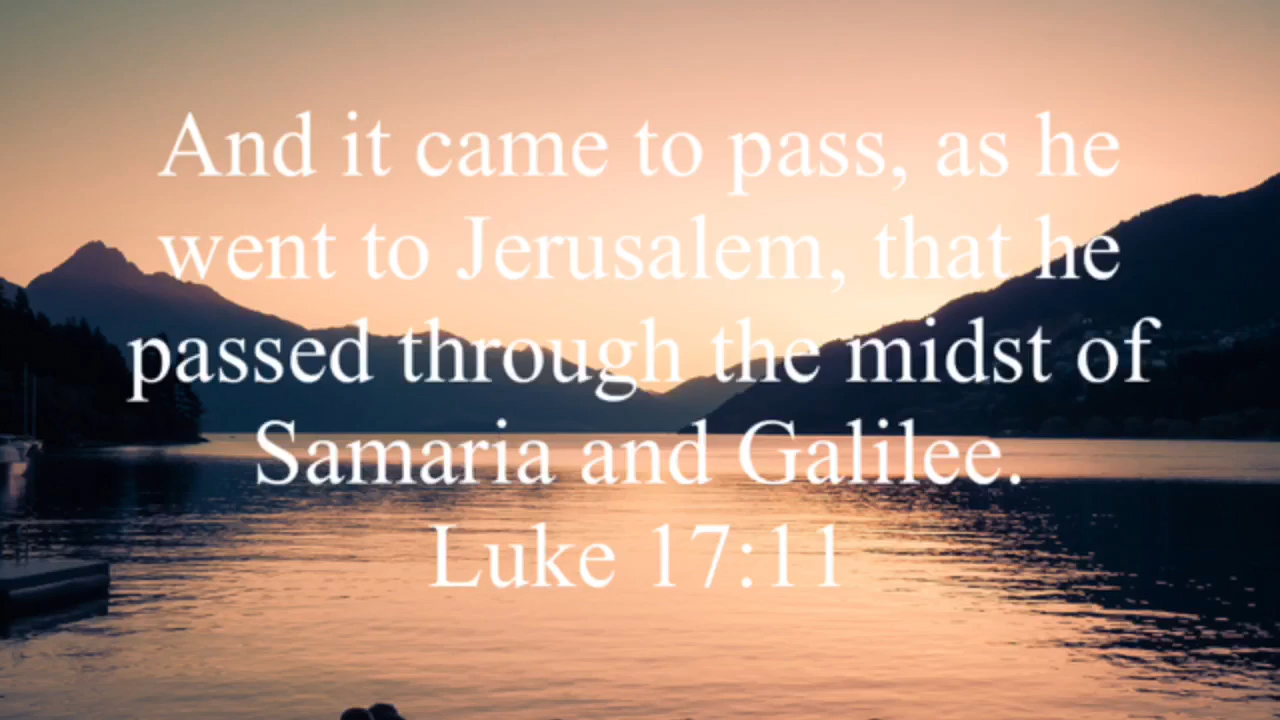 And it came to pass, as he
went to Jerusalem, that he
passed through the midst of
Samaria and Galilee.
Luke 17:11